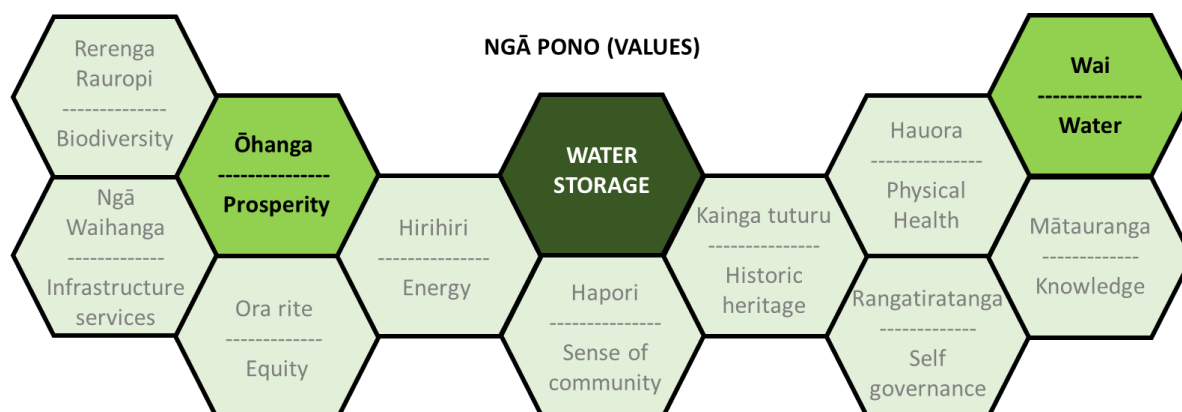 NGĀ PONO (VALUES)
Rerenga
Rauropi
--------------
Biodiversity
Ngā
Waihanga
-------------
Infrastructure
services
Ōhanga
---------------
Prosperity
Ora rite
-------------
Equity
Hirihiri
---------------
Energy
WATER
STORAGE
Hapori
---------------
Sense of
community
Kainga tuturu
---------------
Historic
heritage
Hauora
---------------
Physical
Health
Rangatiratanga
-------------
Self
governance
Wai
--------------
Water
Mātauranga
-------------
Knowledge